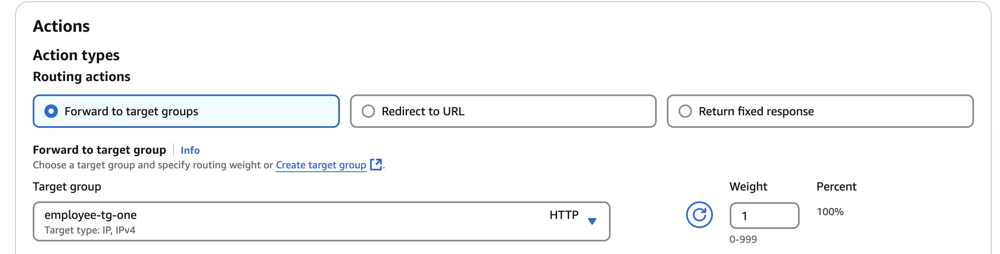 Actions
Action types
Routing actions
Forward to target groups
Redirect to URL
Return fixed response
Forward to target group
Info
Choose a target group and specify routing weight or Create target group.
Target group
Weight
Percent
employee-tg-one
HTTP
Target type: IP, IPv4
1
100%
0-999